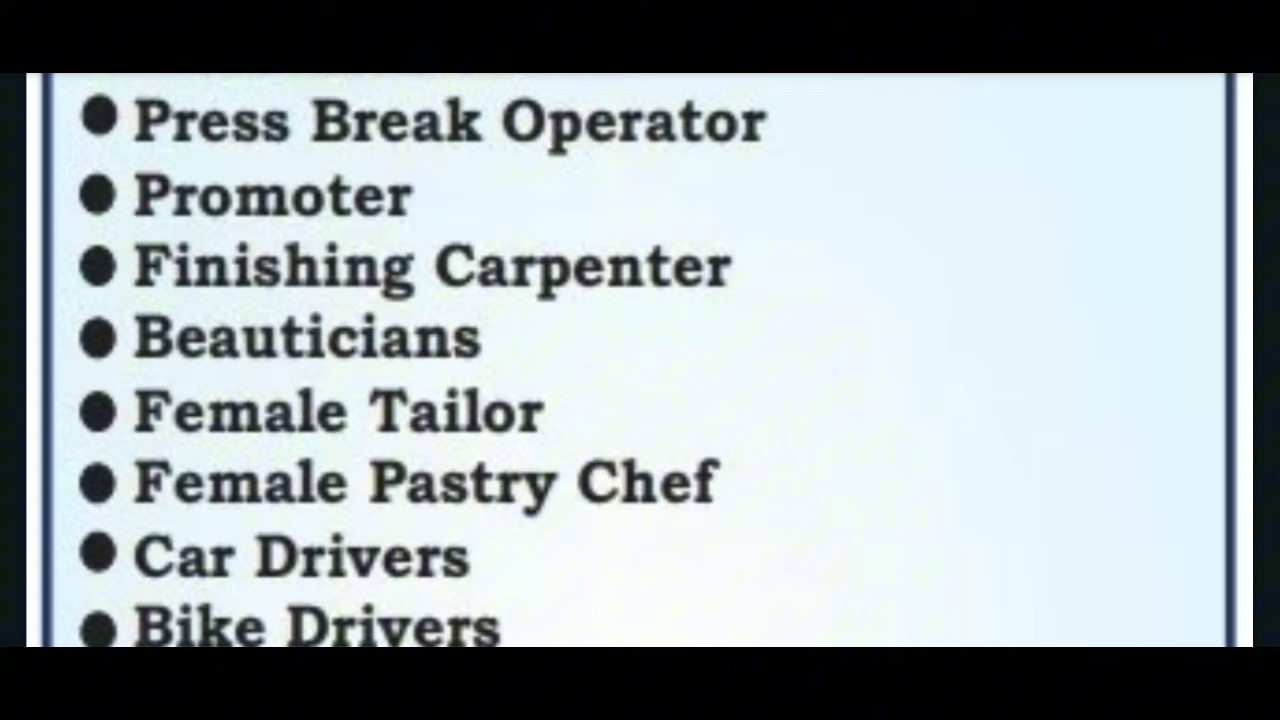 ● Press Break Operator
● Promoter
● Finishing Carpenter
● Beauticians
● Female Tailor
● Female Pastry Chef
● Car Drivers
● Bike Drivers